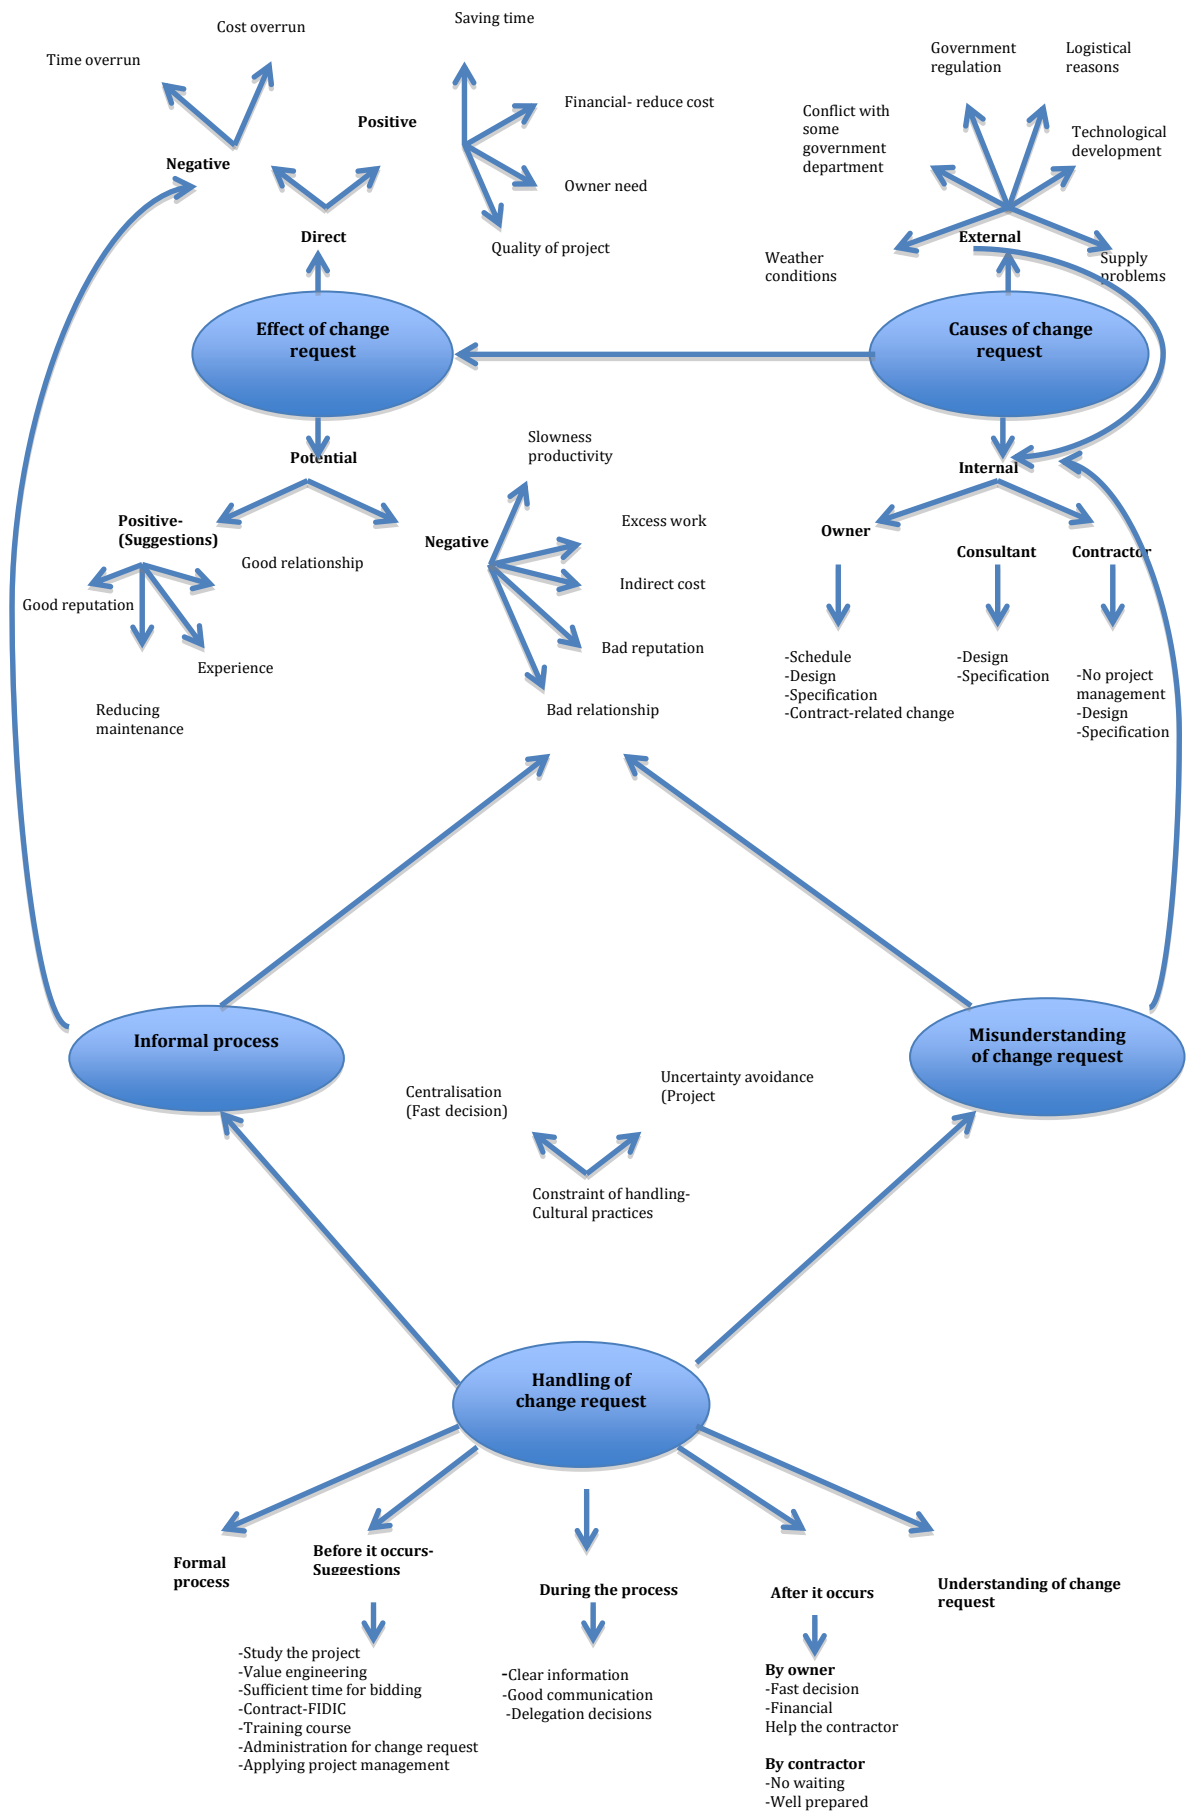 Saving time
Cost overrun
Time overrun
Government
regulation
Logistical
reasons
Financial- reduce cost
Positive
Conflict with
some
government
department
Technological
development
Negative
Owner need
Direct
Quality of project
External
Weather
conditions
Supply
problems
Effect of change
request
Causes of change
request
Potential
Slowness
productivity
Internal
Positive-
(Suggestions)
Negative
Excess work
Owner
Consultant
Contractor
Good relationship
Indirect cost
Good reputation
Bad reputation
Experience
Bad relationship
Reducing
maintenance
-Schedule
-Design
-Specification
-Contract-related change
-Design
-Specification
-No project
management
-Design
-Specification
Informal process
Misunderstanding
of change request
Centralisation
(Fast decision)
Uncertainty avoidance
(Project
Constraint of handling-
Cultural practices
Handling of
change request
Formal
process
Before it occurs-
Suggestions
During the process
After it occurs
Understanding of change
request
-Study the project
-Value engineering
-Sufficient time for bidding
-Contract-FIDIC
-Training course
-Administration for change request
-Applying project management
-Clear information
-Good communication
-Delegation decisions
By owner
-Fast decision
-Financial
Help the contractor
By contractor
-No waiting
-Well prepared